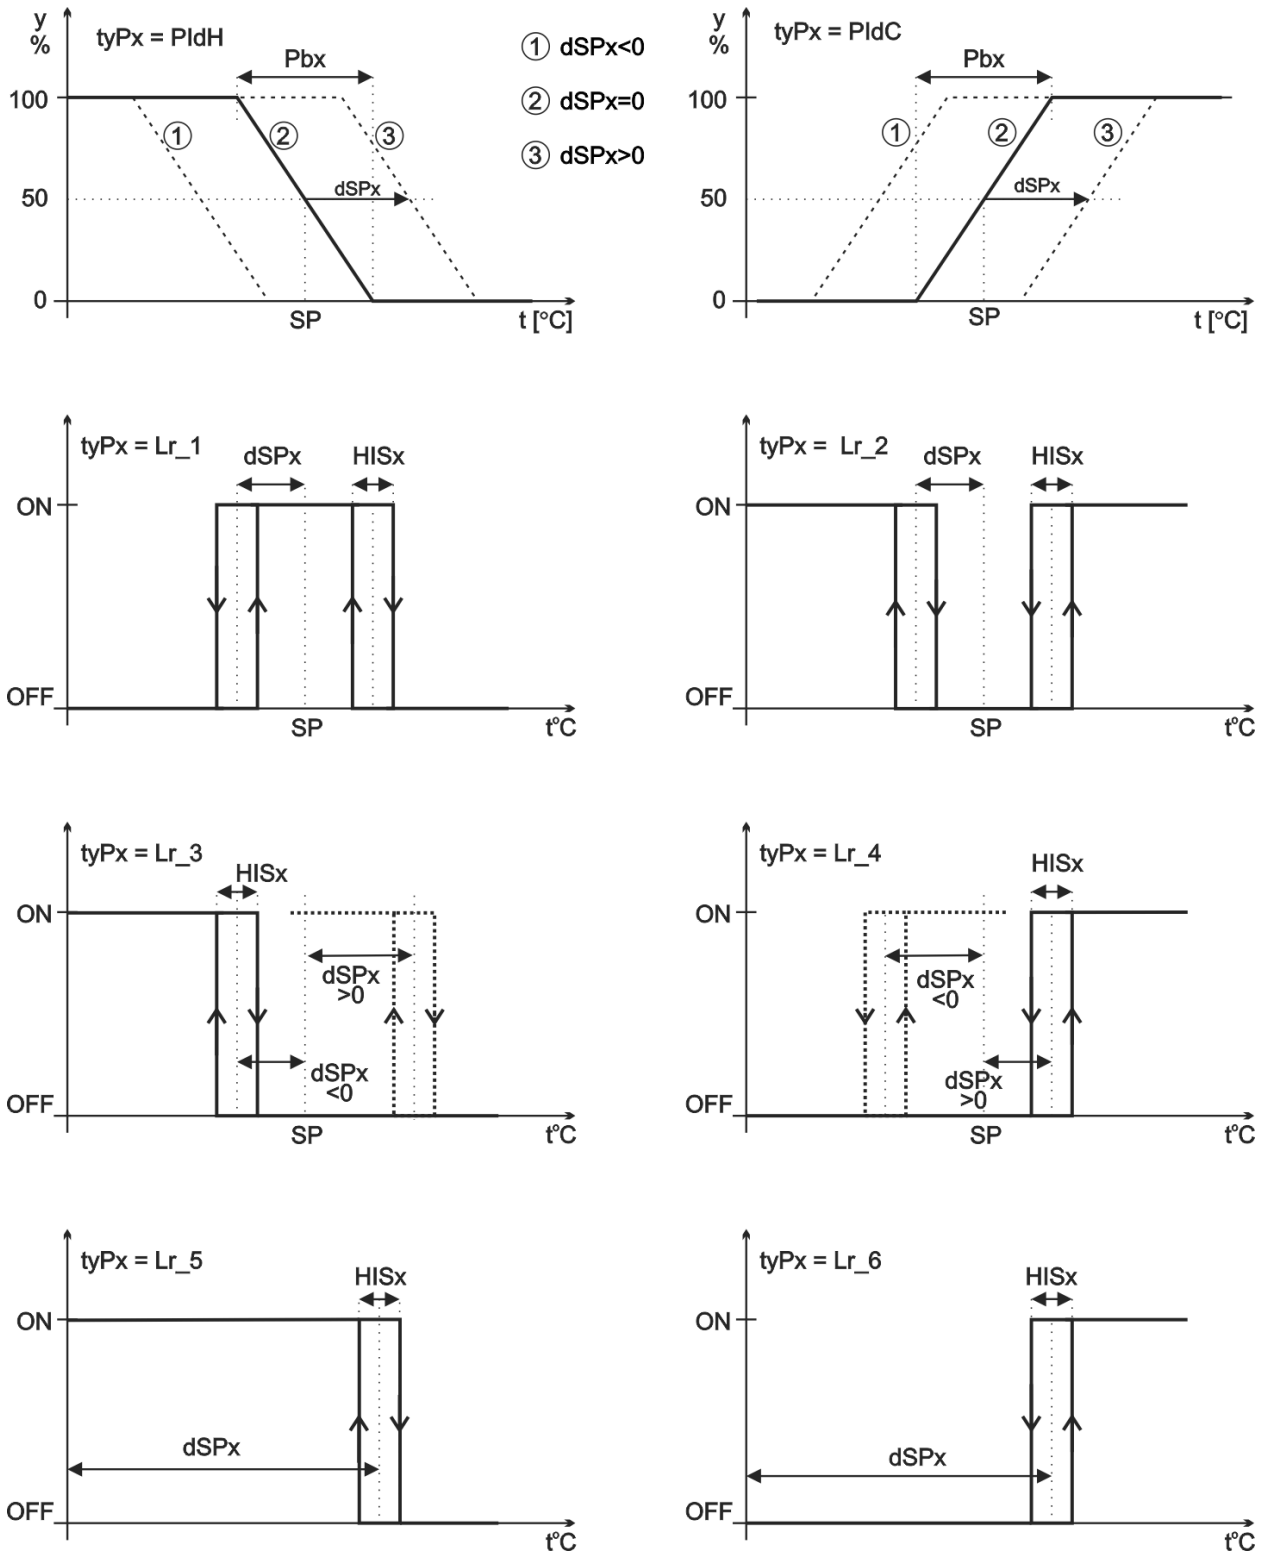 y
%
tyPx = PIdH
Pbx
100
1
2
3
50
dSPx
0
SP
t [°C]
1 dSPx<0
2 dSPx=0
3 dSPx>0
y
%
tyPx = PIdC
Pbx
100
1
2
3
50
dSPx
0
SP
t [°C]
tyPx = Lr_1
dSPx
HISx
ON
OFF
SP
t°C
tyPx = Lr_2
dSPx
HISx
ON
OFF
SP
t°C
tyPx = Lr_3
HISx
ON
dSPx
>0
dSPx
<0
OFF
SP
t°C
tyPx = Lr_4
HISx
ON
dSPx
<0
dSPx
>0
OFF
SP
t°C
tyPx = Lr_5
HISx
ON
dSPx
OFF
t°C
tyPx = Lr_6
HISx
ON
dSPx
OFF
t°C